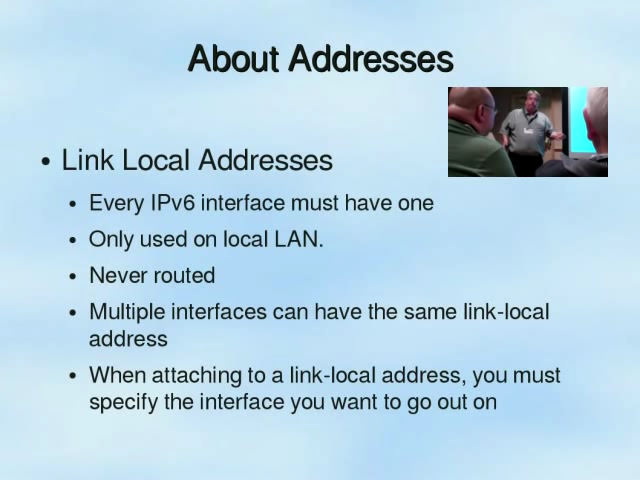 About Addresses
• Link Local Addresses
• Every IPv6 interface must have one
• Only used on local LAN.
• Never routed
• Multiple interfaces can have the same link-local
address
• When attaching to a link-local address, you must
specify the interface you want to go out on